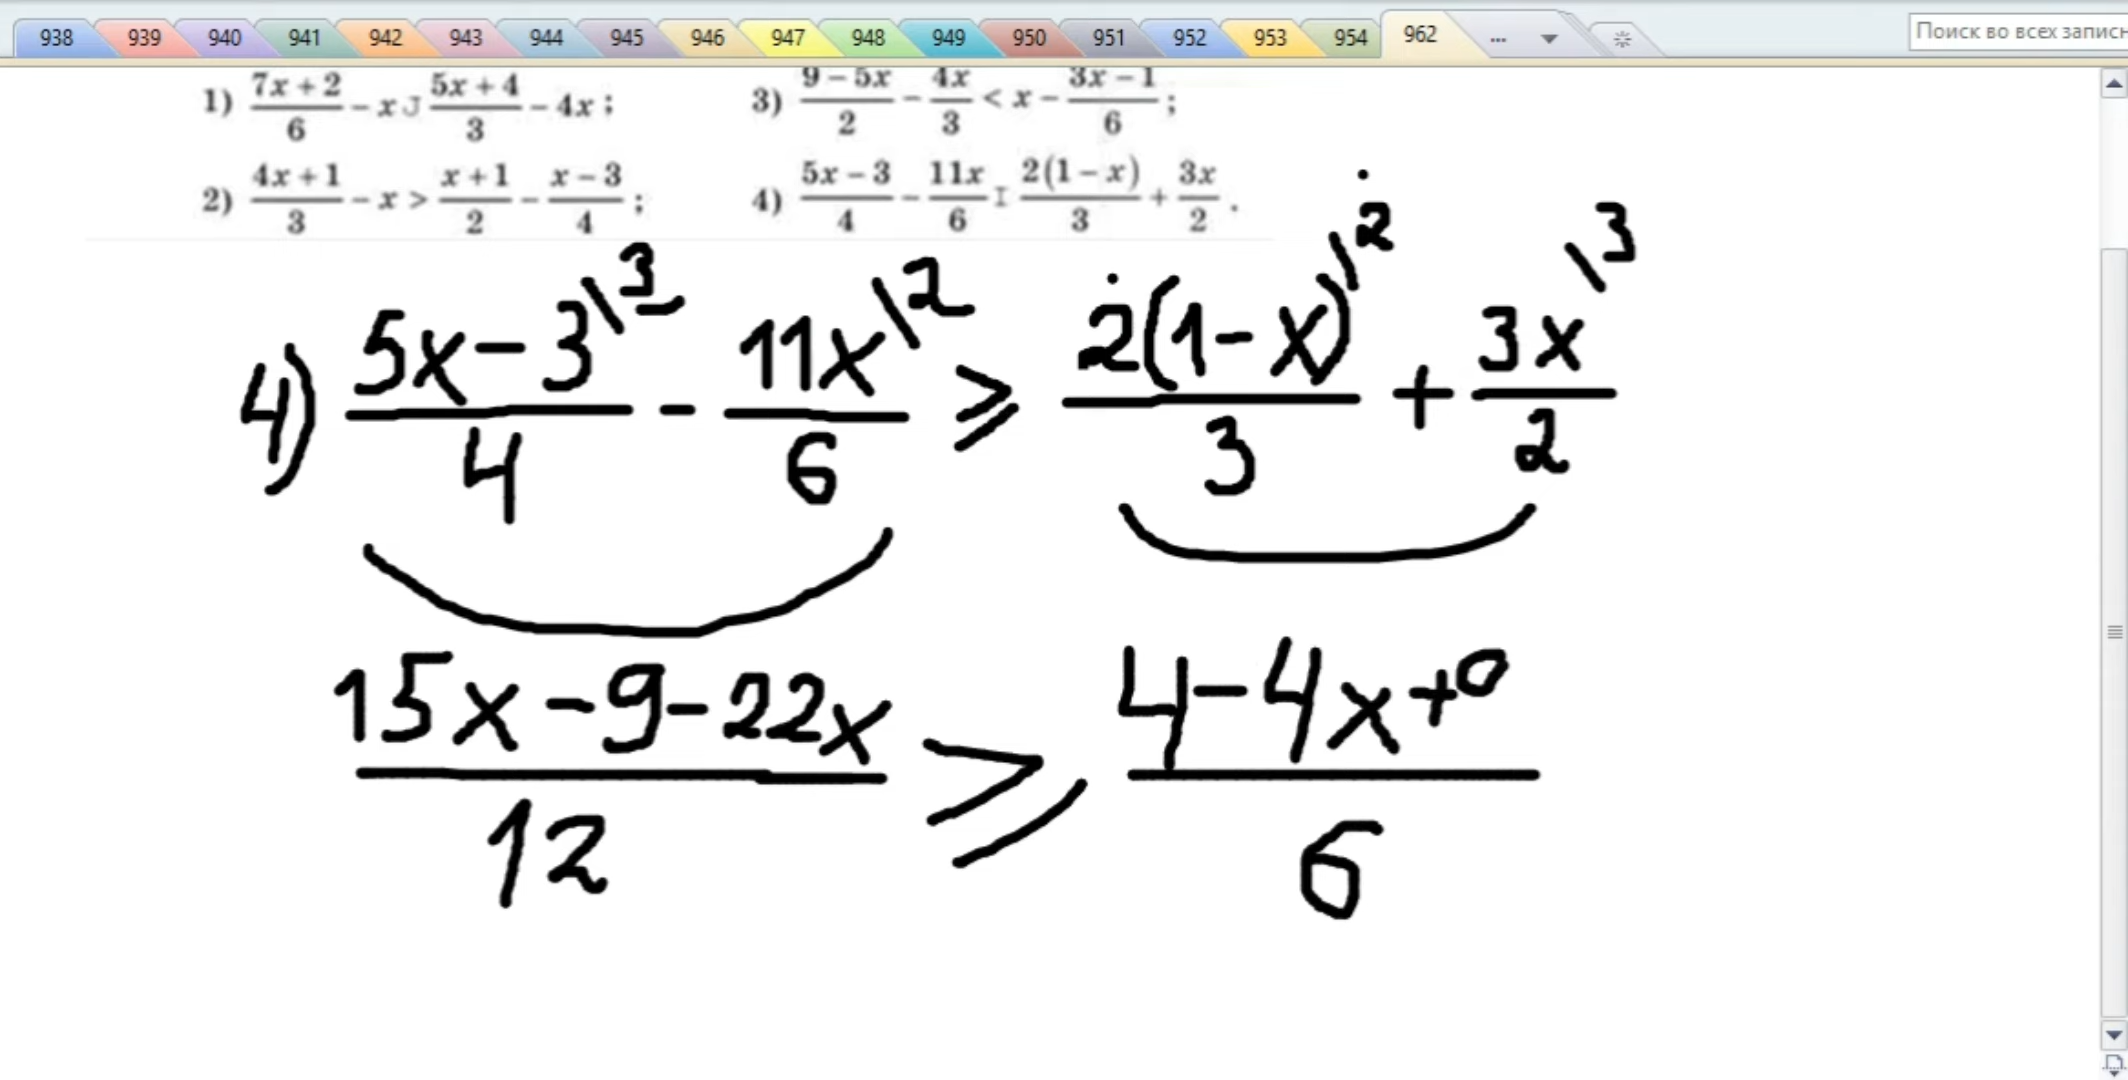 938 939 940 941 942 943 944 945 946 947 948 949 950 951 952 953 954 962 ...
Поиск во всех запис
1) (7x + 2)/6 − x (5x + 4)/3 − 4x ; 3) (9 − 5x)/2 − 4x/3 < x − (3x − 1)/6 ;
2) (4x + 1)/3 − x > (x + 1)/2 − (x − 3)/4 ; 4) (5x − 3)/4 − 11x/6 (2(1 − x))/3 + 3x/2 .
4) (5x − 3)/4 \3 − 11x/6 \2 ⩾ 2(1 − x)/3 \2 + 3x/2 \3
(15x − 9 − 22x)/12 ⩾ (4 − 4x +)/6